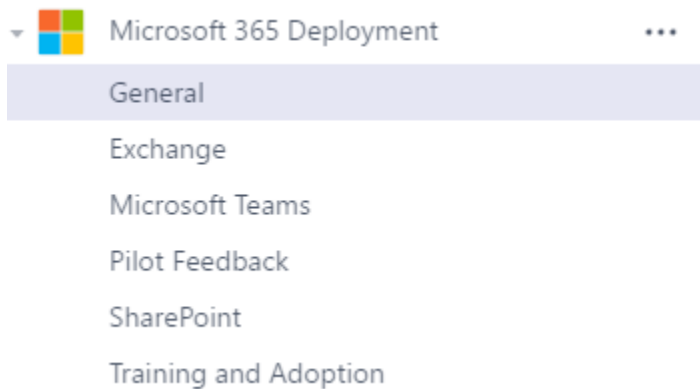 Microsoft 365 Deployment
General
Exchange
Microsoft Teams
Pilot Feedback
SharePoint
Training and Adoption